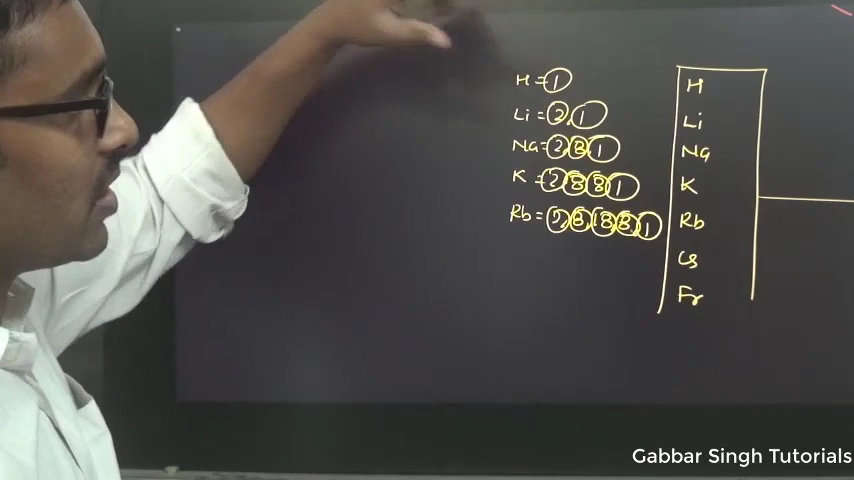 H = 1
Li = 2, 1
Na = 2, 8, 1
K = 2, 8, 8, 1
Rb = 2, 8, 18, 8, 1
H
Li
Na
K
Rb
Cs
Fr
Gabbar Singh Tutorials